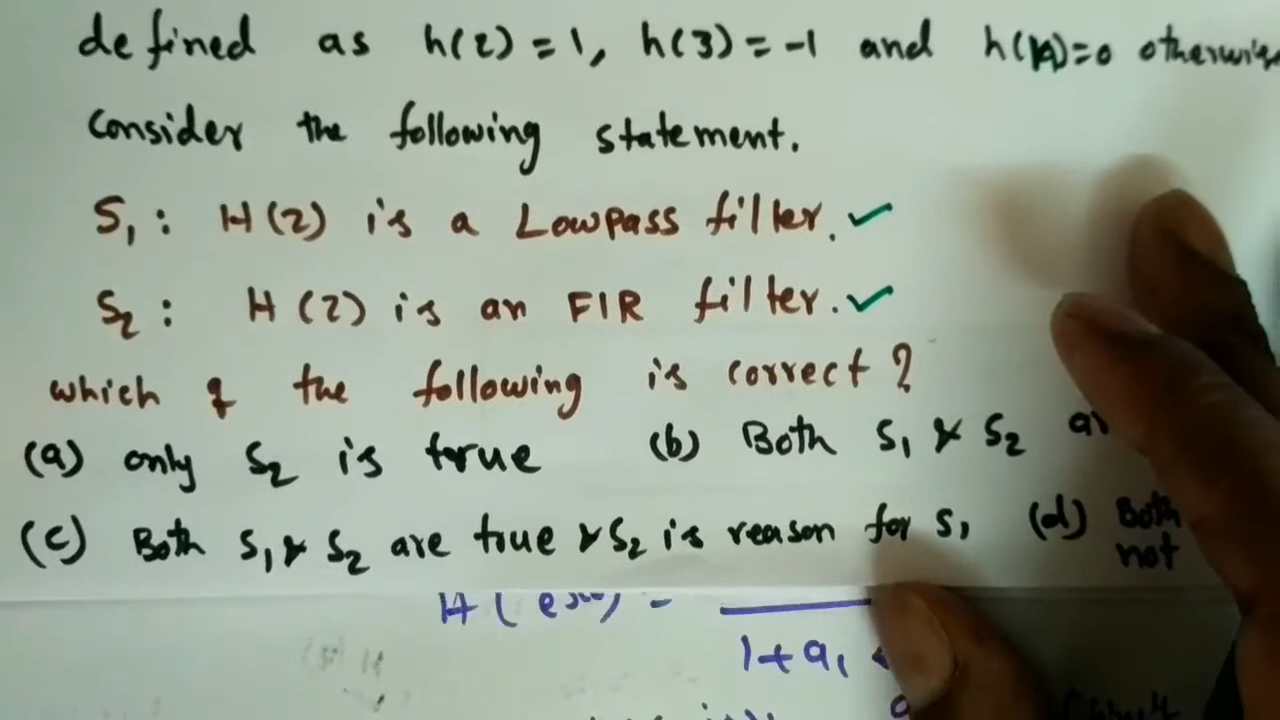 defined as h(2) = 1, h(3) = -1 and h(k)=0 otherwise
Consider the following statement.
S₁ : H(z) is a Lowpass filter. ✓
S₂ : H(z) is an FIR filter. ✓
which of the following is correct ?
(a) only S₂ is true (b) Both S₁ & S₂
(c) Both S₁ & S₂ are true & S₂ is reason for S₁ (d) Both
not
H(e^jω) =
1 + a₁